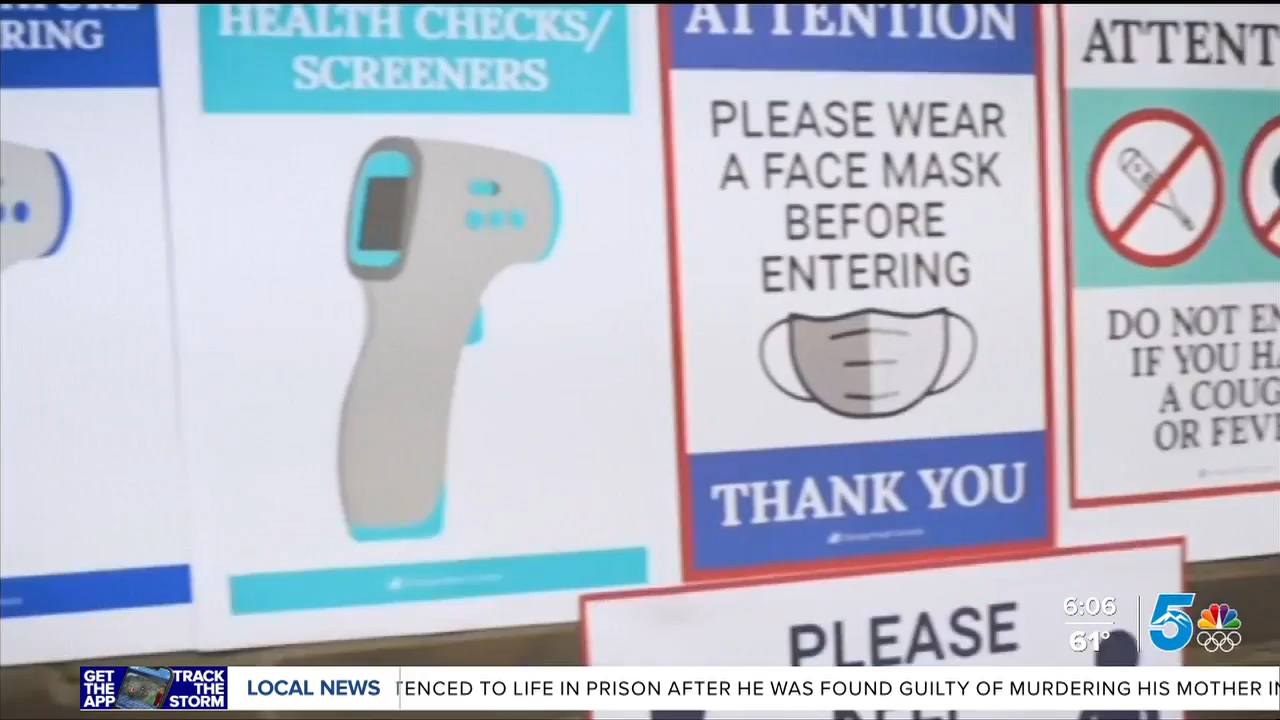 RING
HEALTH CHECKS/
SCREENERS
ATTENTION
PLEASE WEAR
A FACE MASK
BEFORE
ENTERING
THANK YOU
ATTENT
DO NOT EN
IF YOU HA
A COUG
OR FEVE
PLEASE
6:06
61°
5
GET
THE
APP
TRACK
THE
STORM
LOCAL NEWS
TENCED TO LIFE IN PRISON AFTER HE WAS FOUND GUILTY OF MURDERING HIS MOTHER IN